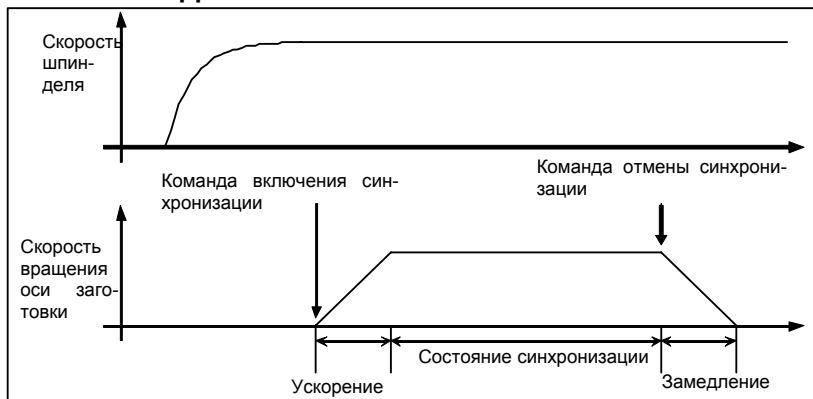 Скорость
шпин-
деля
Команда включения син-
хронизации
Команда отмены синхрони-
зации
Скорость
вращения
оси заго-
товки
Состояние синхронизации
Ускорение
Замедление